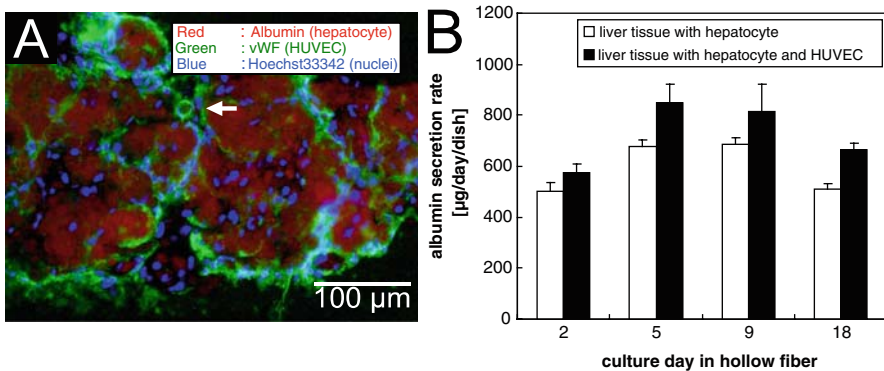 A
Red : Albumin (hepatocyte)
Green : vWF (HUVEC)
Blue : Hoechst33342 (nuclei)
100 µm
B
1200
1000
800
600
400
200
0
albumin secretion rate
[µg/day/dish]
liver tissue with hepatocyte
liver tissue with hepatocyte and HUVEC
2 5 9 18
culture day in hollow fiber